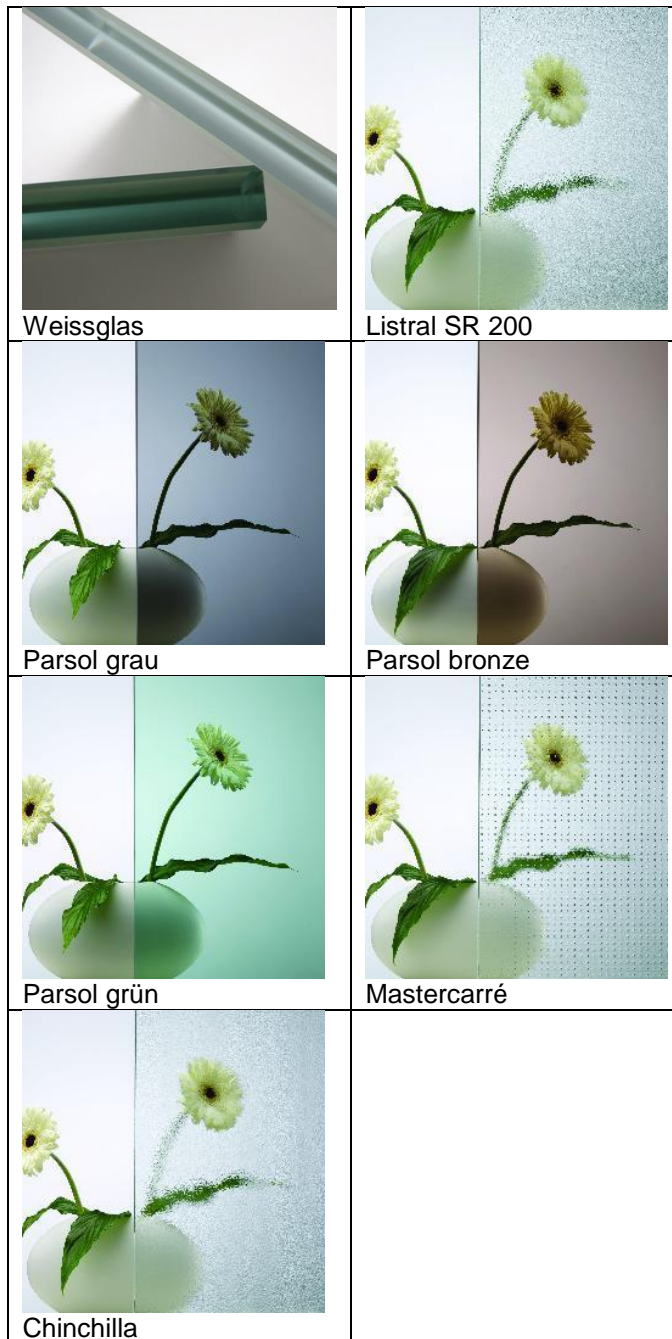 Weissglas
Listral SR 200
Parsol grau
Parsol bronze
Parsol grün
Mastercarré
Chinchilla